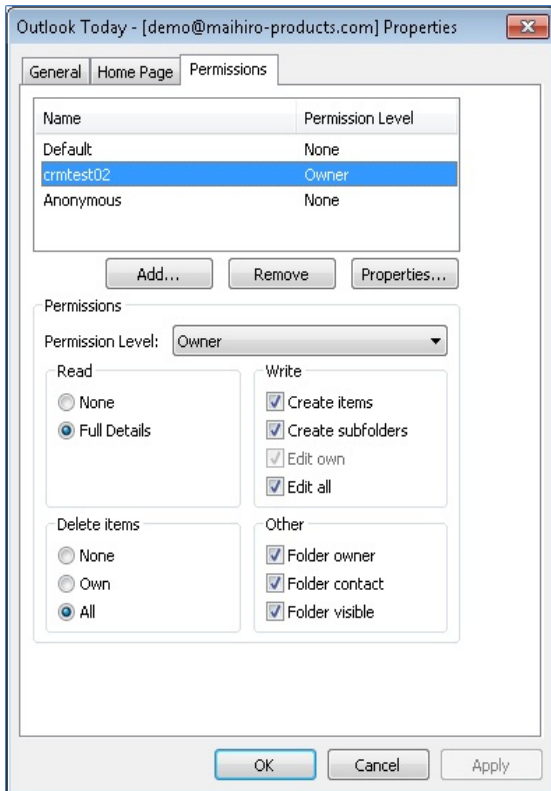 Outlook Today - [demo@maihiro-products.com] Properties
General Home Page Permissions
Name Permission Level
Default None
crmtest02 Owner
Anonymous None
Add... Remove Properties...
Permissions
Permission Level: Owner
Read Write
None Create items
Full Details Create subfolders
Edit own
Edit all
Delete items Other
None Folder owner
Own Folder contact
All Folder visible
OK Cancel Apply